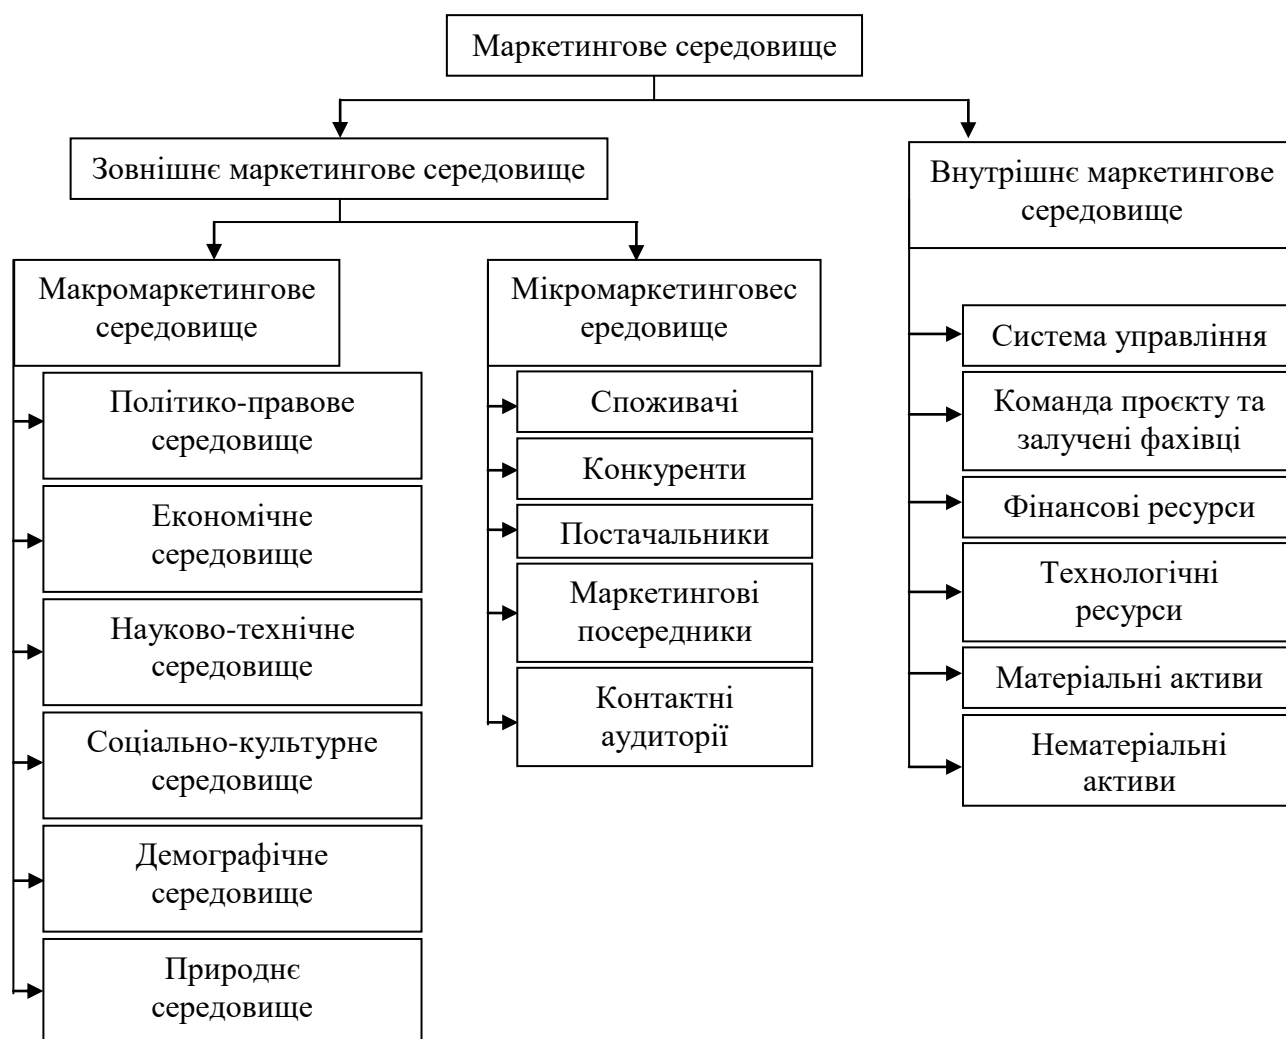 Маркетингове середовище
Зовнішнє маркетингове середовище
Внутрішнє маркетингове
середовище
Макромаркетингове
середовище
Політико-правове
середовище
Економічне
середовище
Науково-технічне
середовище
Соціально-культурне
середовище
Демографічне
середовище
Природнє
середовище
Мікромаркетинговес
ередовище
Споживачі
Конкуренти
Постачальники
Маркетингові
посередники
Контактні
аудиторії
Система управління
Команда проєкту та
залучені фахівці
Фінансові ресурси
Технологічні
ресурси
Матеріальні активи
Нематеріальні
активи